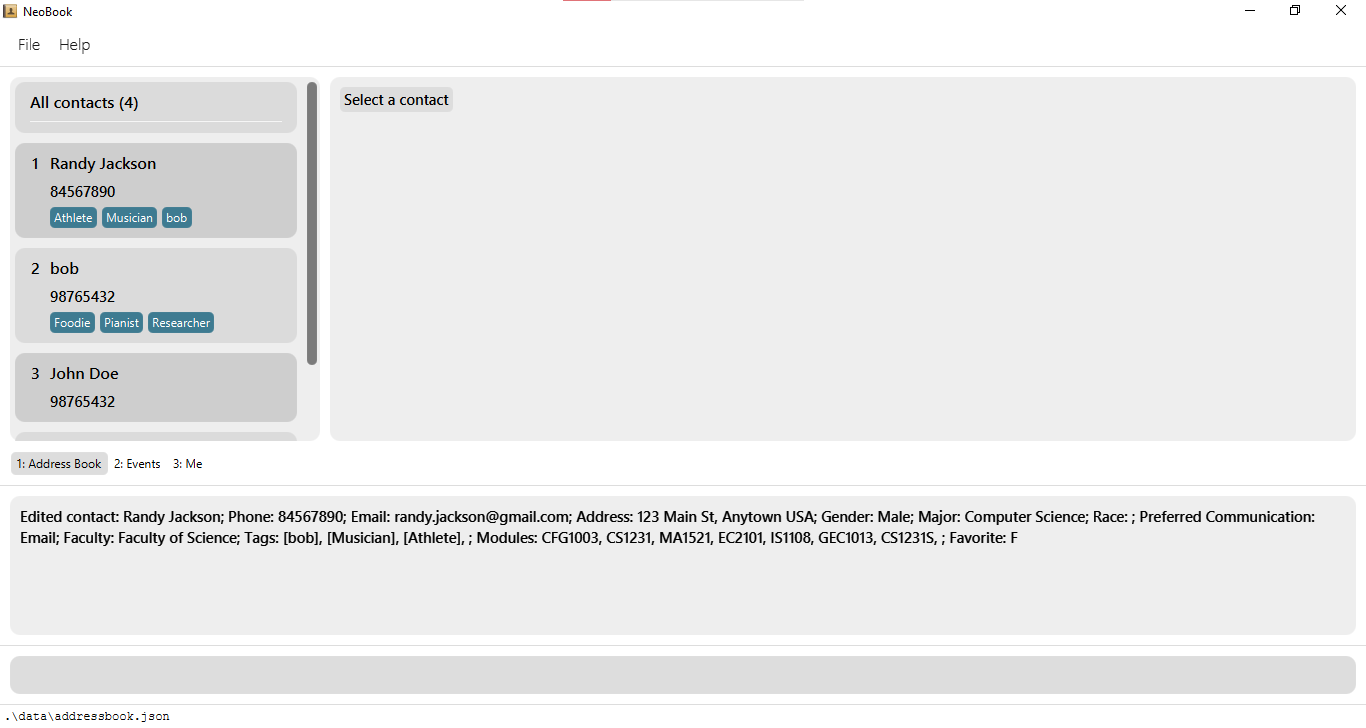 NeoBook
File Help
All contacts (4)
1 Randy Jackson
84567890
Athlete Musician bob
2 bob
98765432
Foodie Pianist Researcher
3 John Doe
98765432
Select a contact
1: Address Book 2: Events 3: Me
Edited contact: Randy Jackson; Phone: 84567890; Email: randy.jackson@gmail.com; Address: 123 Main St, Anytown USA; Gender: Male; Major: Computer Science; Race: ; Preferred Communication:
Email; Faculty: Faculty of Science; Tags: [bob], [Musician], [Athlete], ; Modules: CFG1003, CS1231, MA1521, EC2101, IS1108, GEC1013, CS1231S, ; Favorite: F
.\data\addressbook.json